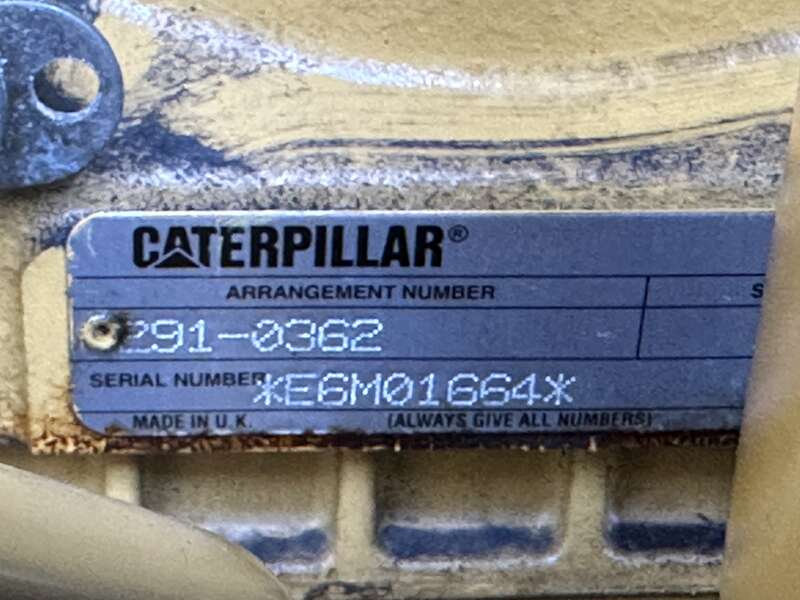 CATERPILLAR®
ARRANGEMENT NUMBER
291-0362
SERIAL NUMBER *E6M01664*
MADE IN U.K. (ALWAYS GIVE ALL NUMBERS)